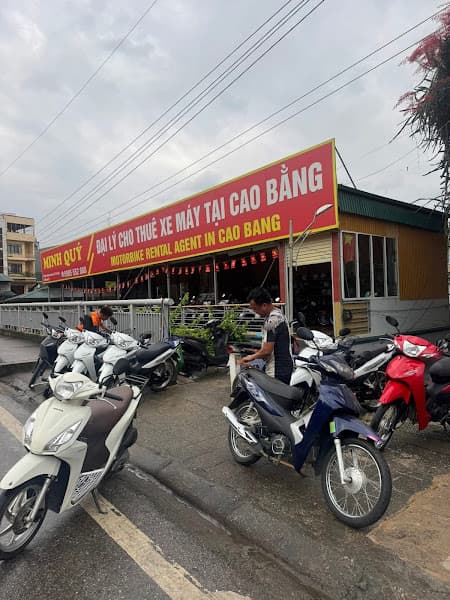 MINH QUÝ
ĐẠI LÝ CHO THUÊ XE MÁY TẠI CAO BẰNG
MOTORBIKE RENTAL AGENT IN CAO BANG